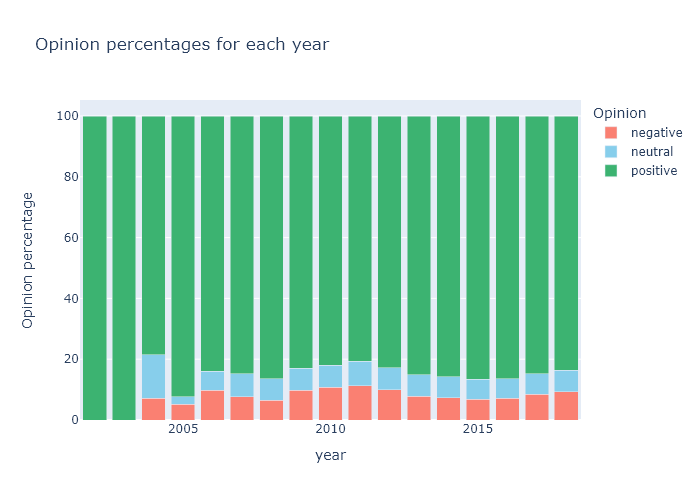 Opinion percentages for each year
Opinion
negative
neutral
positive
100
80
60
40
20
0
Opinion percentage
2005
2010
2015
year